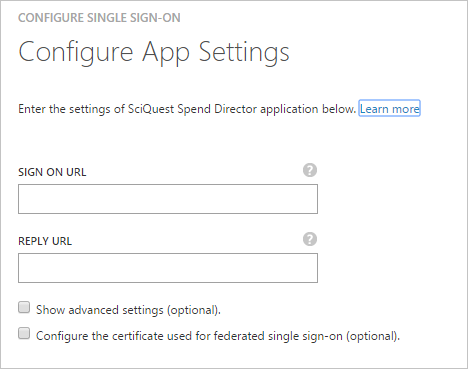 CONFIGURE SINGLE SIGN-ON
Configure App Settings
Enter the settings of SciQuest Spend Director application below. Learn more
SIGN ON URL
?
REPLY URL
?
Show advanced settings (optional).
Configure the certificate used for federated single sign-on (optional).